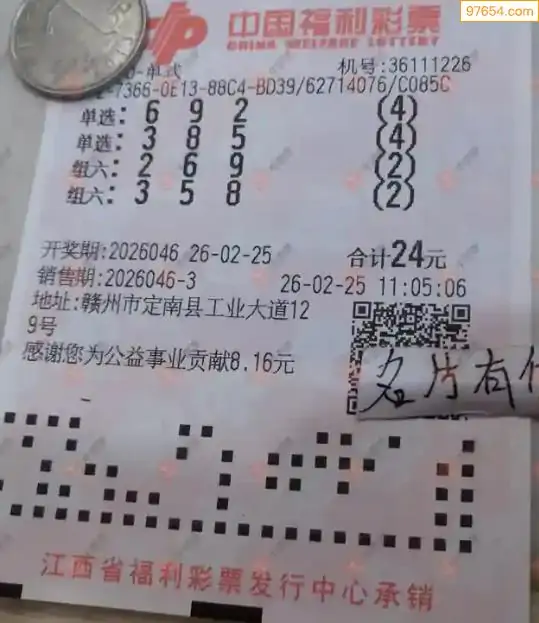 97654.com
中国福利彩票
CHINA WELFARE LOTTERY
D-单式 机号:36111226
-7366-0E13-88C4-BD39/62714076/C085C
单选: 6 9 2 (4)
单选: 3 8 5 (4)
组六: 2 6 9 (2)
组六: 3 5 8 (2)
开奖期:2026046 26-02-25 合计24元
销售期:2026046-3 26-02-25 11:05:06
地址:赣州市定南县工业大道12
9号
感谢您为公益事业贡献8.16元
片有
江西省福利彩票发行中心承销